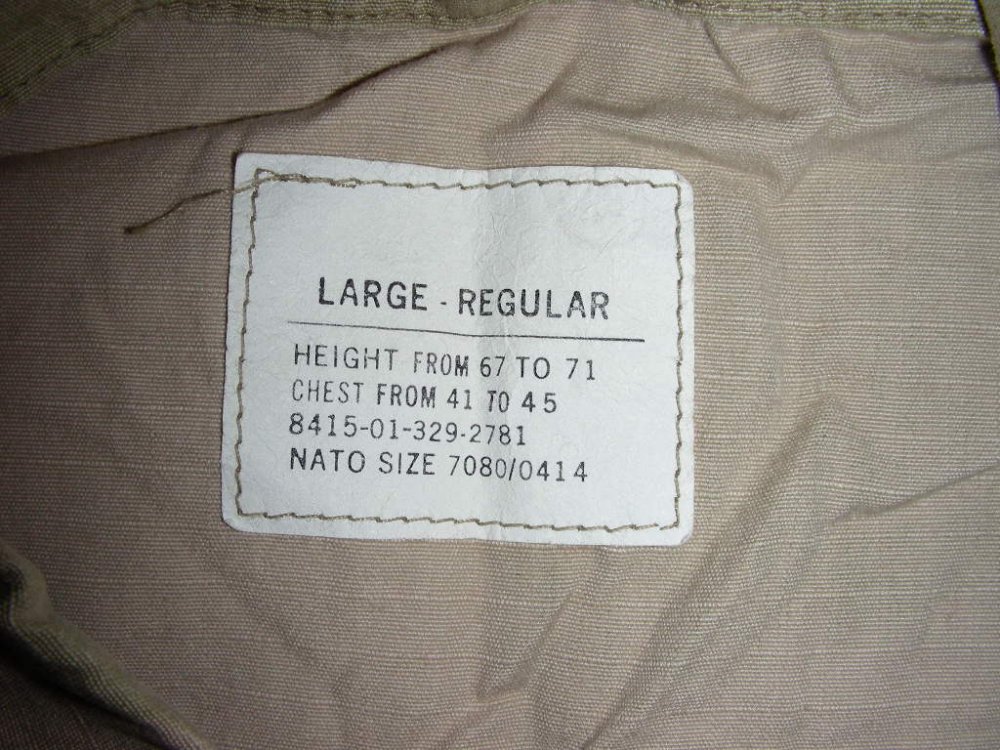 LARGE - REGULAR
HEIGHT FROM 67 TO 71
CHEST FROM 41 TO 45
8415-01-329-2781
NATO SIZE 7080/0414